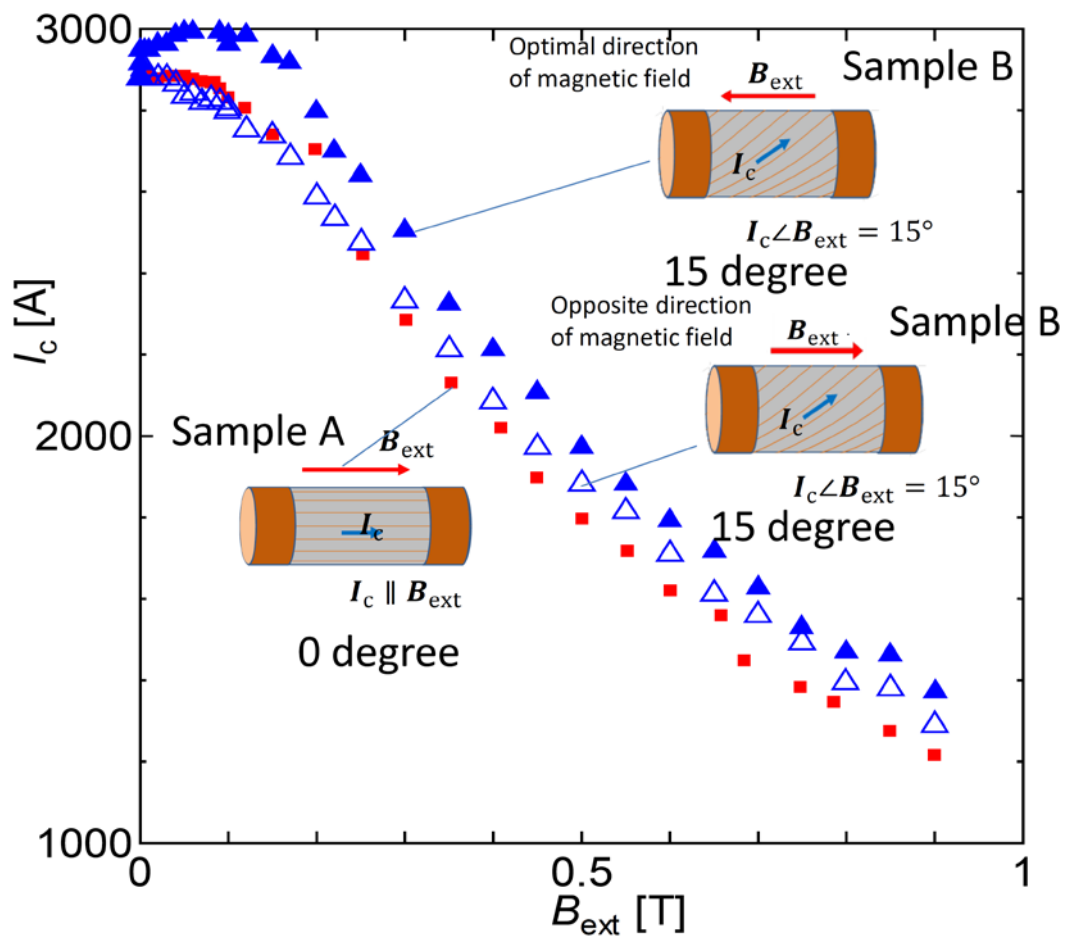 3000
2000
1000
0
0.5
1
I_c [A]
B_ext [T]
Optimal direction
of magnetic field
Sample B
B_ext
I_c
I_c∠B_ext = 15°
15 degree
Opposite direction
of magnetic field
Sample B
B_ext
I_c
I_c∠B_ext = 15°
15 degree
Sample A
B_ext
I_c
I_c ∥ B_ext
0 degree